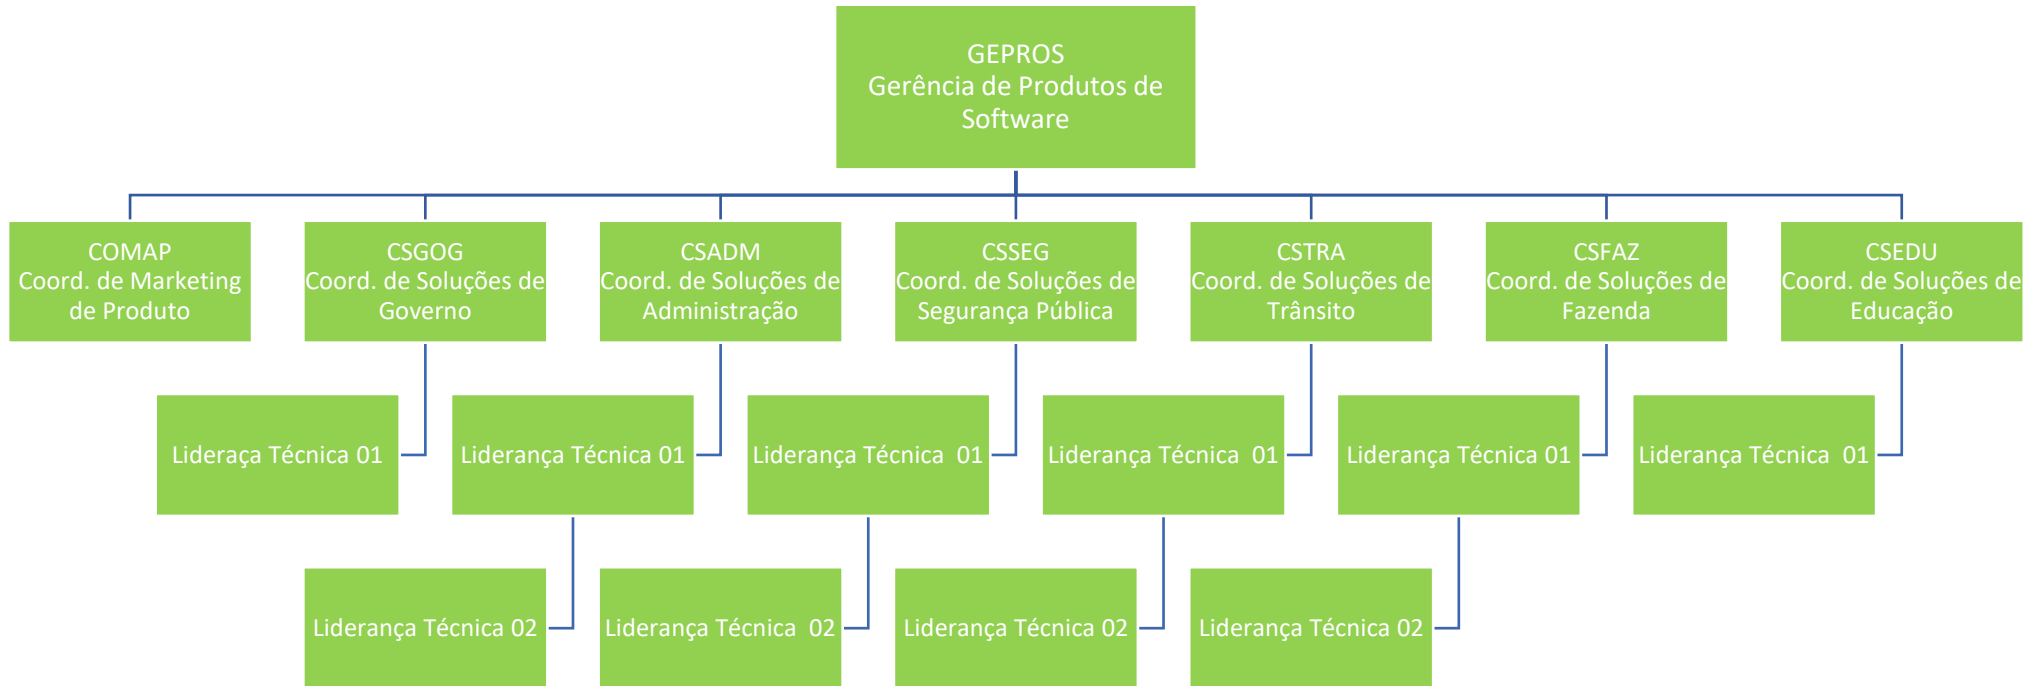 GEPROS
Gerência de Produtos de
Software
COMAP
Coord. de Marketing
de Produto
CSGOG
Coord. de Soluções de
Governo
CSADM
Coord. de Soluções de
Administração
CSSEG
Coord. de Soluções de
Segurança Pública
CSTRA
Coord. de Soluções de
Trânsito
CSFAZ
Coord. de Soluções de
Fazenda
CSEDU
Coord. de Soluções de
Educação
Lideraça Técnica 01
Liderança Técnica 01
Liderança Técnica  01
Liderança Técnica  01
Liderança Técnica 01
Liderança Técnica  01
Liderança Técnica 02
Liderança Técnica  02
Liderança Técnica 02
Liderança Técnica 02